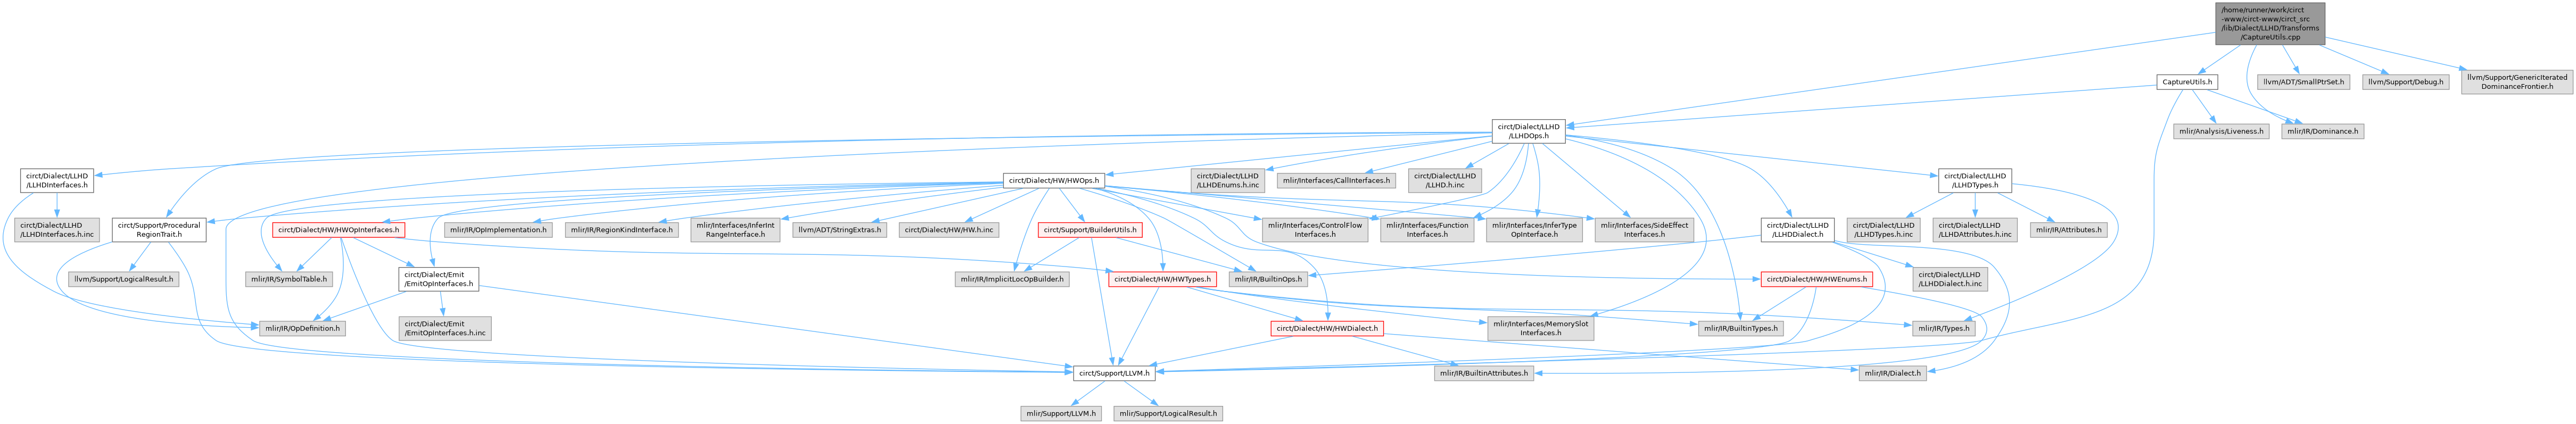 /home/runner/work/circt
-www/circt-www/circt_src
/lib/Dialect/LLHD/Transforms
/CaptureUtils.cpp
CaptureUtils.h
llvm/ADT/SmallPtrSet.h
llvm/Support/Debug.h
llvm/Support/GenericIterated
DominanceFrontier.h
circt/Dialect/LLHD
/LLHDOps.h
mlir/Analysis/Liveness.h
mlir/IR/Dominance.h
circt/Dialect/LLHD
/LLHDInterfaces.h
circt/Dialect/HW/HWOps.h
circt/Dialect/LLHD
/LLHDEnums.h.inc
mlir/Interfaces/CallInterfaces.h
circt/Dialect/LLHD
/LLHD.h.inc
circt/Dialect/LLHD
/LLHDTypes.h
circt/Dialect/LLHD
/LLHDInterfaces.h.inc
circt/Support/Procedural
RegionTrait.h
circt/Dialect/HW/HWOpInterfaces.h
mlir/IR/OpImplementation.h
mlir/IR/RegionKindInterface.h
mlir/Interfaces/InferInt
RangeInterface.h
llvm/ADT/StringExtras.h
circt/Dialect/HW/HW.h.inc
circt/Support/BuilderUtils.h
mlir/Interfaces/ControlFlow
Interfaces.h
mlir/Interfaces/Function
Interfaces.h
mlir/Interfaces/InferType
OpInterface.h
mlir/Interfaces/SideEffect
Interfaces.h
circt/Dialect/LLHD
/LLHDDialect.h
circt/Dialect/LLHD
/LLHDTypes.h.inc
circt/Dialect/LLHD
/LLHDAttributes.h.inc
mlir/IR/Attributes.h
llvm/Support/LogicalResult.h
mlir/IR/SymbolTable.h
circt/Dialect/Emit
/EmitOpInterfaces.h
mlir/IR/ImplicitLocOpBuilder.h
circt/Dialect/HW/HWTypes.h
mlir/IR/BuiltinOps.h
circt/Dialect/HW/HWEnums.h
circt/Dialect/LLHD
/LLHDDialect.h.inc
mlir/IR/OpDefinition.h
circt/Dialect/Emit
/EmitOpInterfaces.h.inc
circt/Dialect/HW/HWDialect.h
mlir/Interfaces/MemorySlot
Interfaces.h
mlir/IR/BuiltinTypes.h
mlir/IR/Types.h
circt/Support/LLVM.h
mlir/IR/BuiltinAttributes.h
mlir/IR/Dialect.h
mlir/Support/LLVM.h
mlir/Support/LogicalResult.h